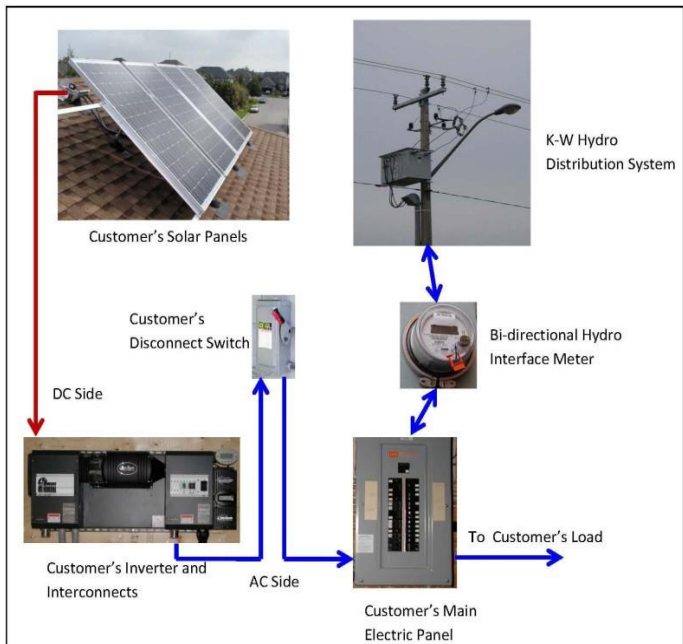 K-W Hydro
Distribution System
Customer's Solar Panels
Customer's
Disconnect Switch
Bi-directional Hydro
Interface Meter
DC Side
To Customer's Load
Customer's Inverter and
Interconnects
AC Side
Customer's Main
Electric Panel